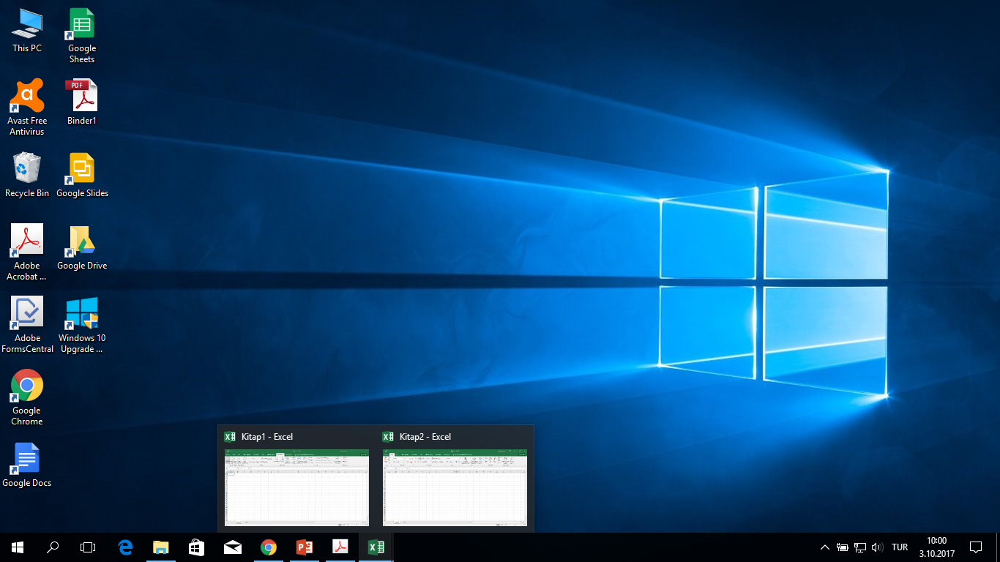 This PC
Google
Sheets
Avast Free
Antivirus
PDF
Binder1
Recycle Bin
Google Slides
Adobe
Acrobat ...
Google Drive
Adobe
FormsCentral
Windows 10
Upgrade ...
Google
Chrome
Google Docs
Kitap1 - Excel
Kitap2 - Excel
TUR
10:00
3.10.2017